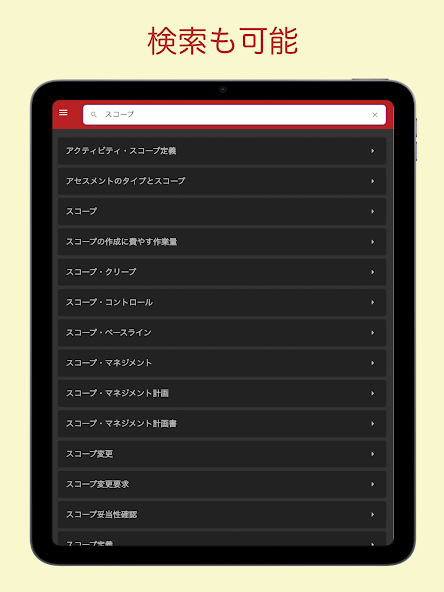 検索も可能
スコープ
アクティビティ・スコープ定義
アセスメントのタイプとスコープ
スコープ
スコープの作成に費やす作業量
スコープ・クリープ
スコープ・コントロール
スコープ・ベースライン
スコープ・マネジメント
スコープ・マネジメント計画
スコープ・マネジメント計画書
スコープ変更
スコープ変更要求
スコープ妥当性確認
スコープ定義